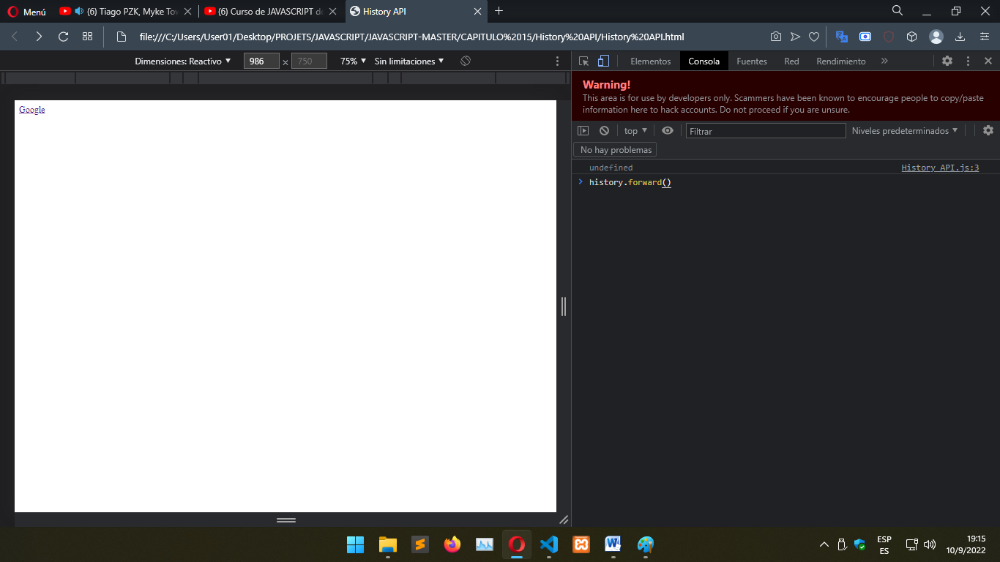 Menú
(6) Tiago PZK, Myke Tov
(6) Curso de JAVASCRIPT de
History API
file:///C:/Users/User01/Desktop/PROJETS/JAVASCRIPT/JAVASCRIPT-MASTER/CAPITULO%2015/History%20API/History%20API.html
Dimensiones: Reactivo ▼ 986 × 750 75% ▼ Sin limitaciones ▼
Elementos Consola Fuentes Red Rendimiento »
Warning!
This area is for use by developers only. Scammers have been known to encourage people to copy/paste
information here to hack accounts. Do not proceed if you are unsure.
top ▼ Filtrar Niveles predeterminados ▼
No hay problemas
undefined History API.js:3
> history.forward()
Google
ESP
ES
19:15
10/9/2022